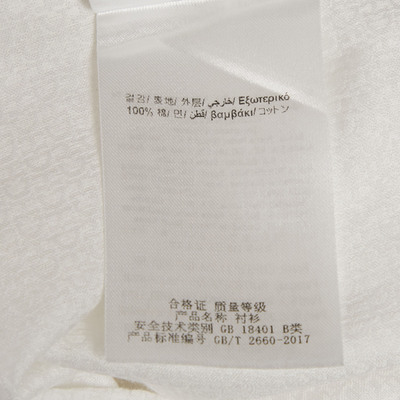 겉감/ 表地/ 外层/ خارجي/ Εξωτερικό
100% 棉/ 면/ قطن/ βαμβάκι/ コットン
合格证 质量等级
产品名称 衬衫
安全技术类别 GB 18401 B类
产品标准编号 GB/T 2660-2017